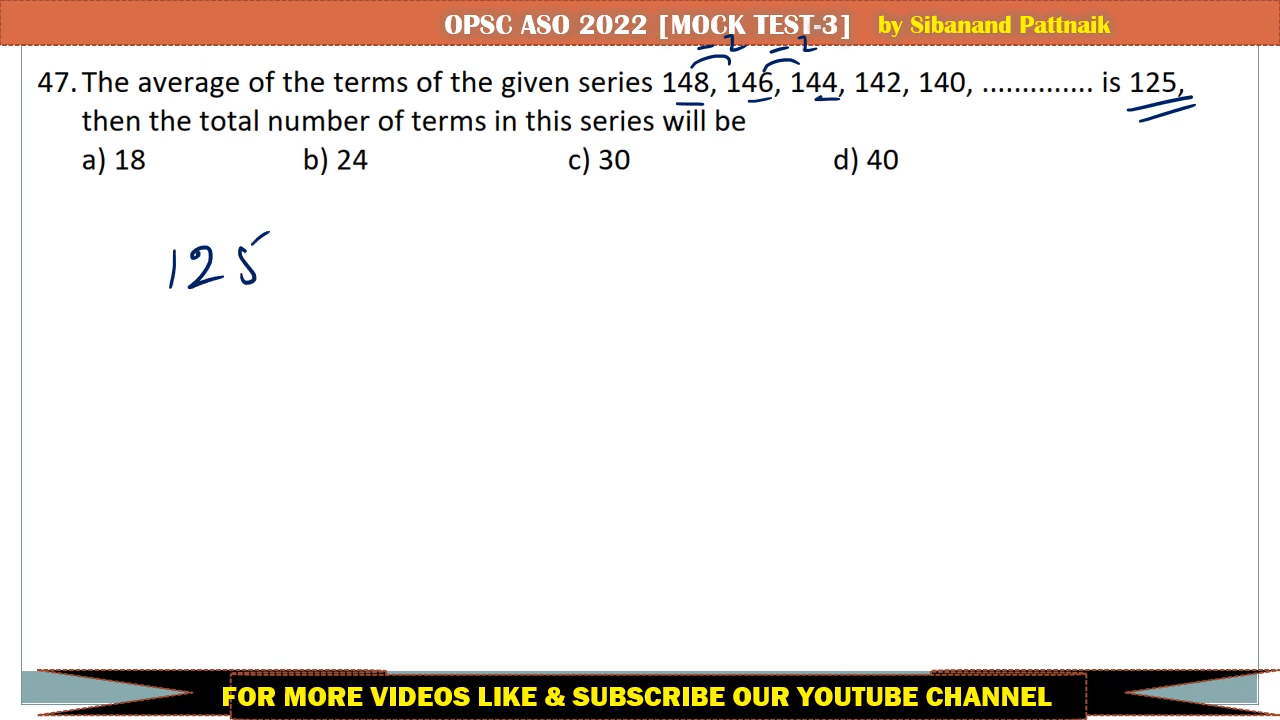 OPSC ASO 2022 [MOCK TEST-3] by Sibanand Pattnaik
-2 -2
47. The average of the terms of the given series 148, 146, 144, 142, 140, .............. is 125,
then the total number of terms in this series will be
a) 18 b) 24 c) 30 d) 40
125
FOR MORE VIDEOS LIKE & SUBSCRIBE OUR YOUTUBE CHANNEL